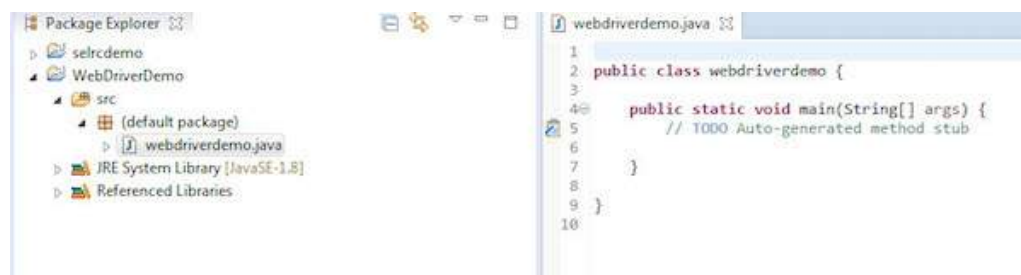 Package Explorer
selrcdemo
WebDriverDemo
src
(default package)
webdriverdemo.java
JRE System Library [JavaSE-1.8]
Referenced Libraries
webdriverdemo.java
1
2 public class webdriverdemo {
3
4 public static void main(String[] args) {
5 // TODO Auto-generated method stub
6
7 }
8
9 }
10